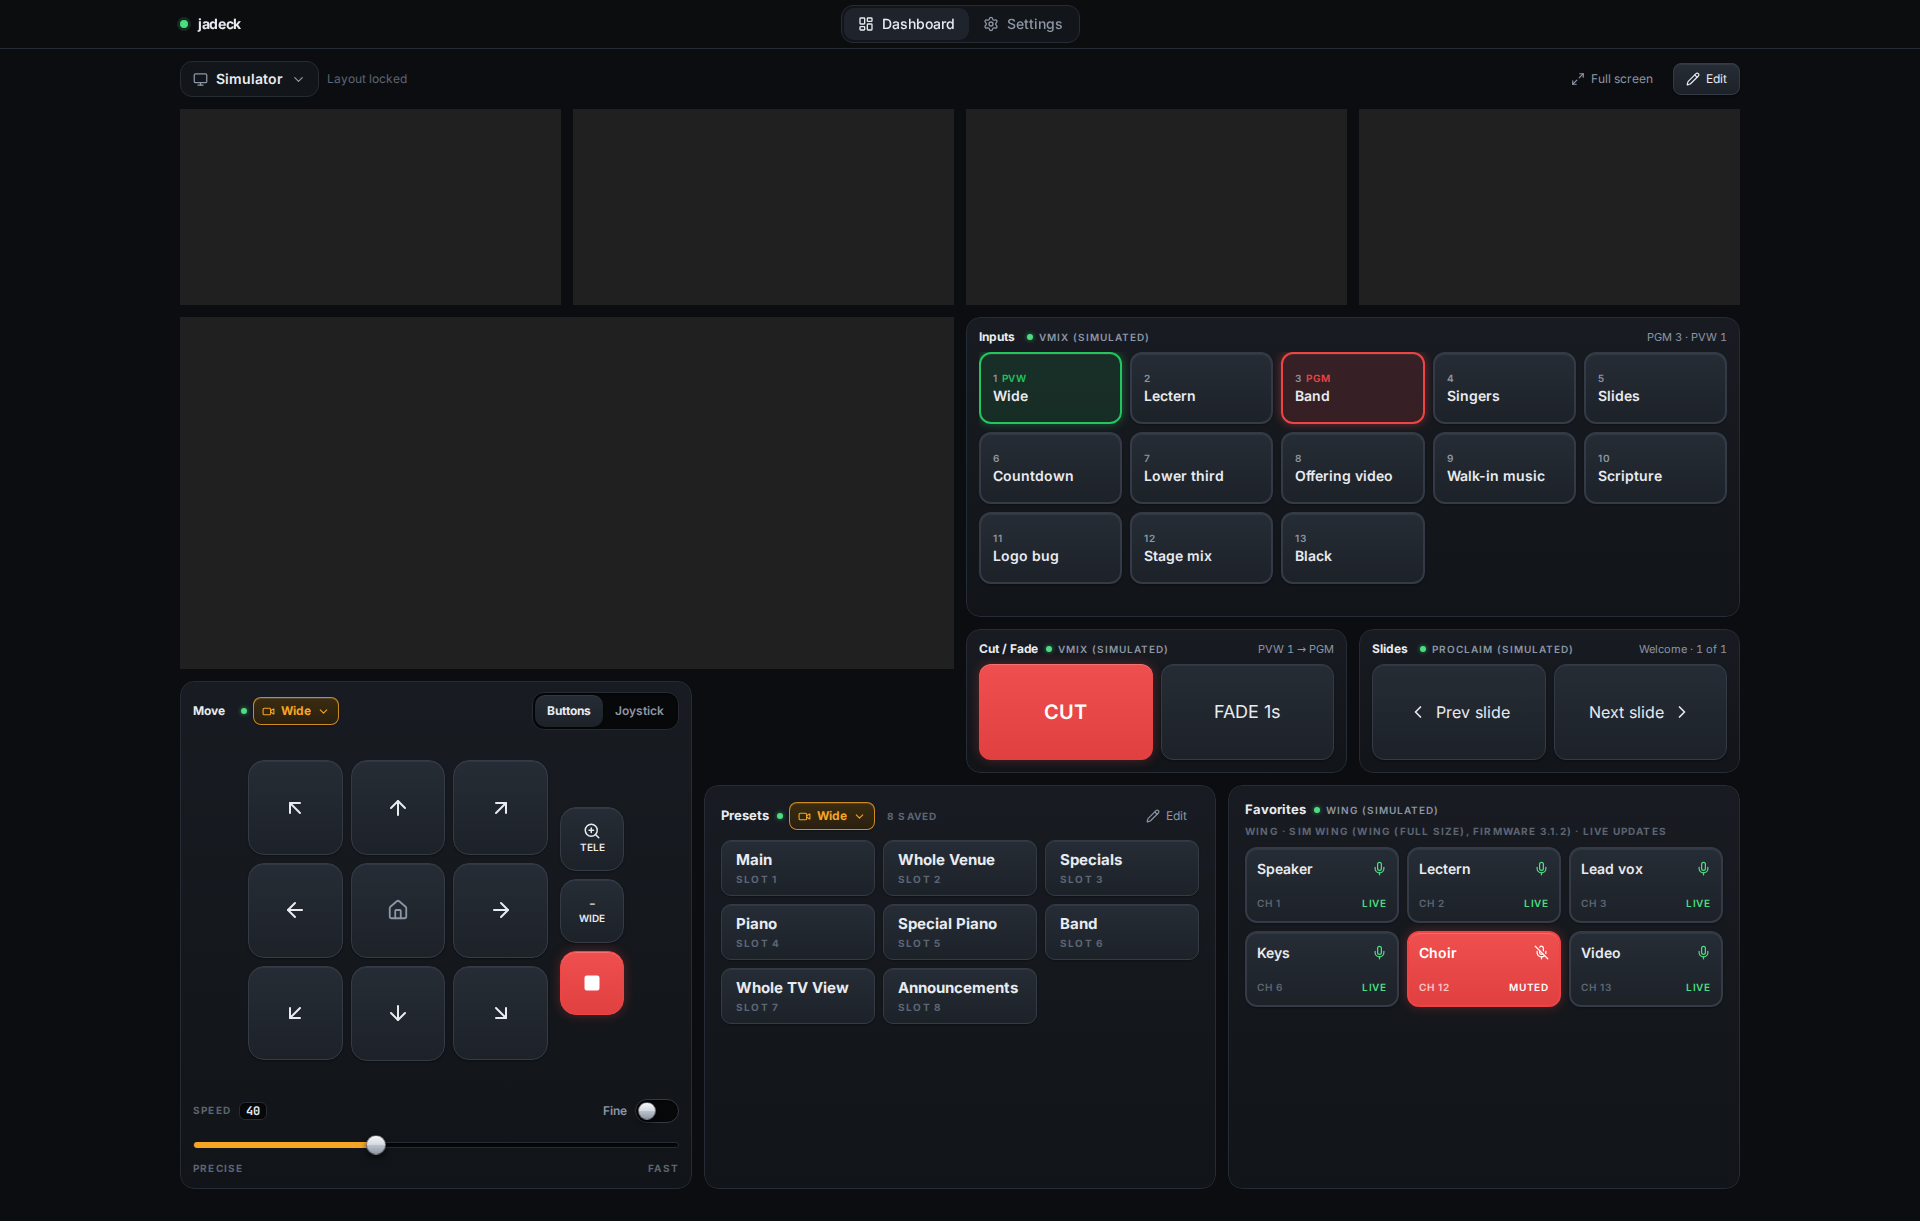 jadeck
Dashboard
Settings
Simulator
Layout locked
Full screen
Edit
Inputs
VMIX (SIMULATED)
PGM 3 · PVW 1
1 PVW
Wide
2
Lectern
3 PGM
Band
4
Singers
5
Slides
6
Countdown
7
Lower third
8
Offering video
9
Walk-in music
10
Scripture
11
Logo bug
12
Stage mix
13
Black
Cut / Fade
VMIX (SIMULATED)
PVW 1 → PGM
CUT
FADE 1s
Slides
PROCLAIM (SIMULATED)
Welcome · 1 of 1
Prev slide
Next slide
Move
Wide
Buttons
Joystick
TELE
-
WIDE
SPEED
40
Fine
PRECISE
FAST
Presets
Wide
8 SAVED
Edit
Main
SLOT 1
Whole Venue
SLOT 2
Specials
SLOT 3
Piano
SLOT 4
Special Piano
SLOT 5
Band
SLOT 6
Whole TV View
SLOT 7
Announcements
SLOT 8
Favorites
WING (SIMULATED)
WING · SIM WING (WING (FULL SIZE), FIRMWARE 3.1.2) · LIVE UPDATES
Speaker
CH 1
LIVE
Lectern
CH 2
LIVE
Lead vox
CH 3
LIVE
Keys
CH 6
LIVE
Choir
CH 12
MUTED
Video
CH 13
LIVE